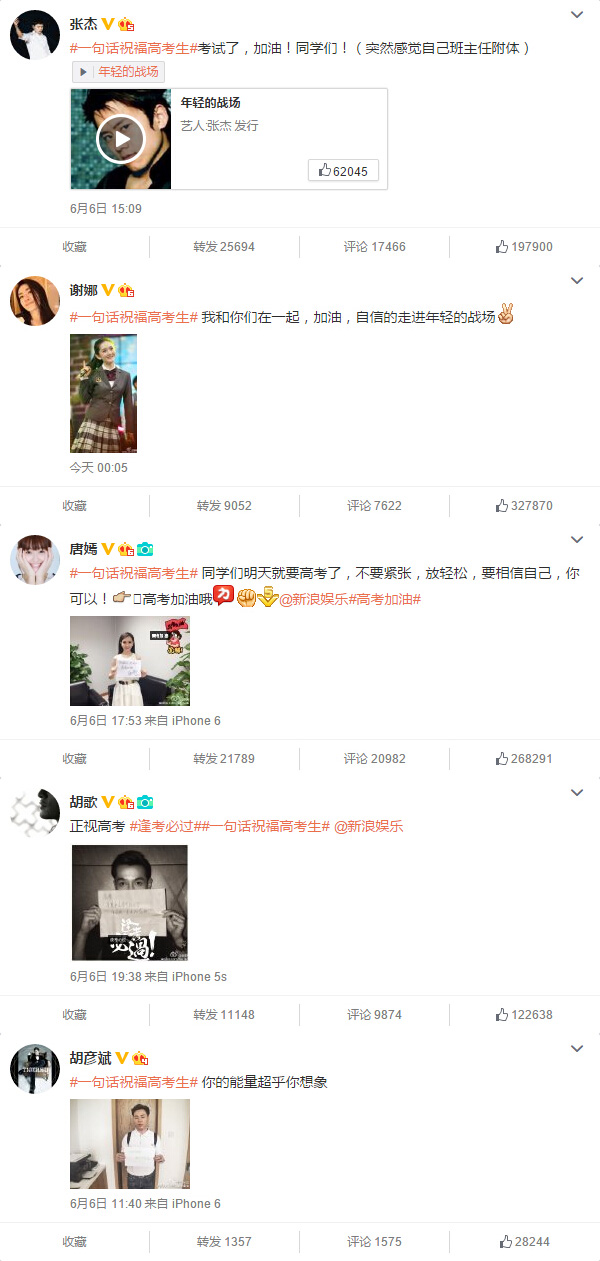 张杰
#一句话祝福高考生#考试了，加油！同学们！（突然感觉自己班主任附体）
年轻的战场
年轻的战场
艺人:张杰 发行
62045
6月6日 15:09
收藏 转发 25694 评论 17466 197900
谢娜
#一句话祝福高考生# 我和你们在一起，加油，自信的走进年轻的战场
今天 00:05
收藏 转发 9052 评论 7622 327870
唐嫣
#一句话祝福高考生# 同学们明天就要高考了，不要紧张，放轻松，要相信自己，你
可以！高考加油哦力@新浪娱乐#高考加油#
6月6日 17:53 来自 iPhone 6
收藏 转发 21789 评论 20982 268291
胡歌
正视高考 #逢考必过##一句话祝福高考生# @新浪娱乐
逢考
必过!
6月6日 19:38 来自 iPhone 5s
收藏 转发 11148 评论 9874 122638
胡彦斌
#一句话祝福高考生# 你的能量超乎你想象
6月6日 11:40 来自 iPhone 6
收藏 转发 1357 评论 1575 28244